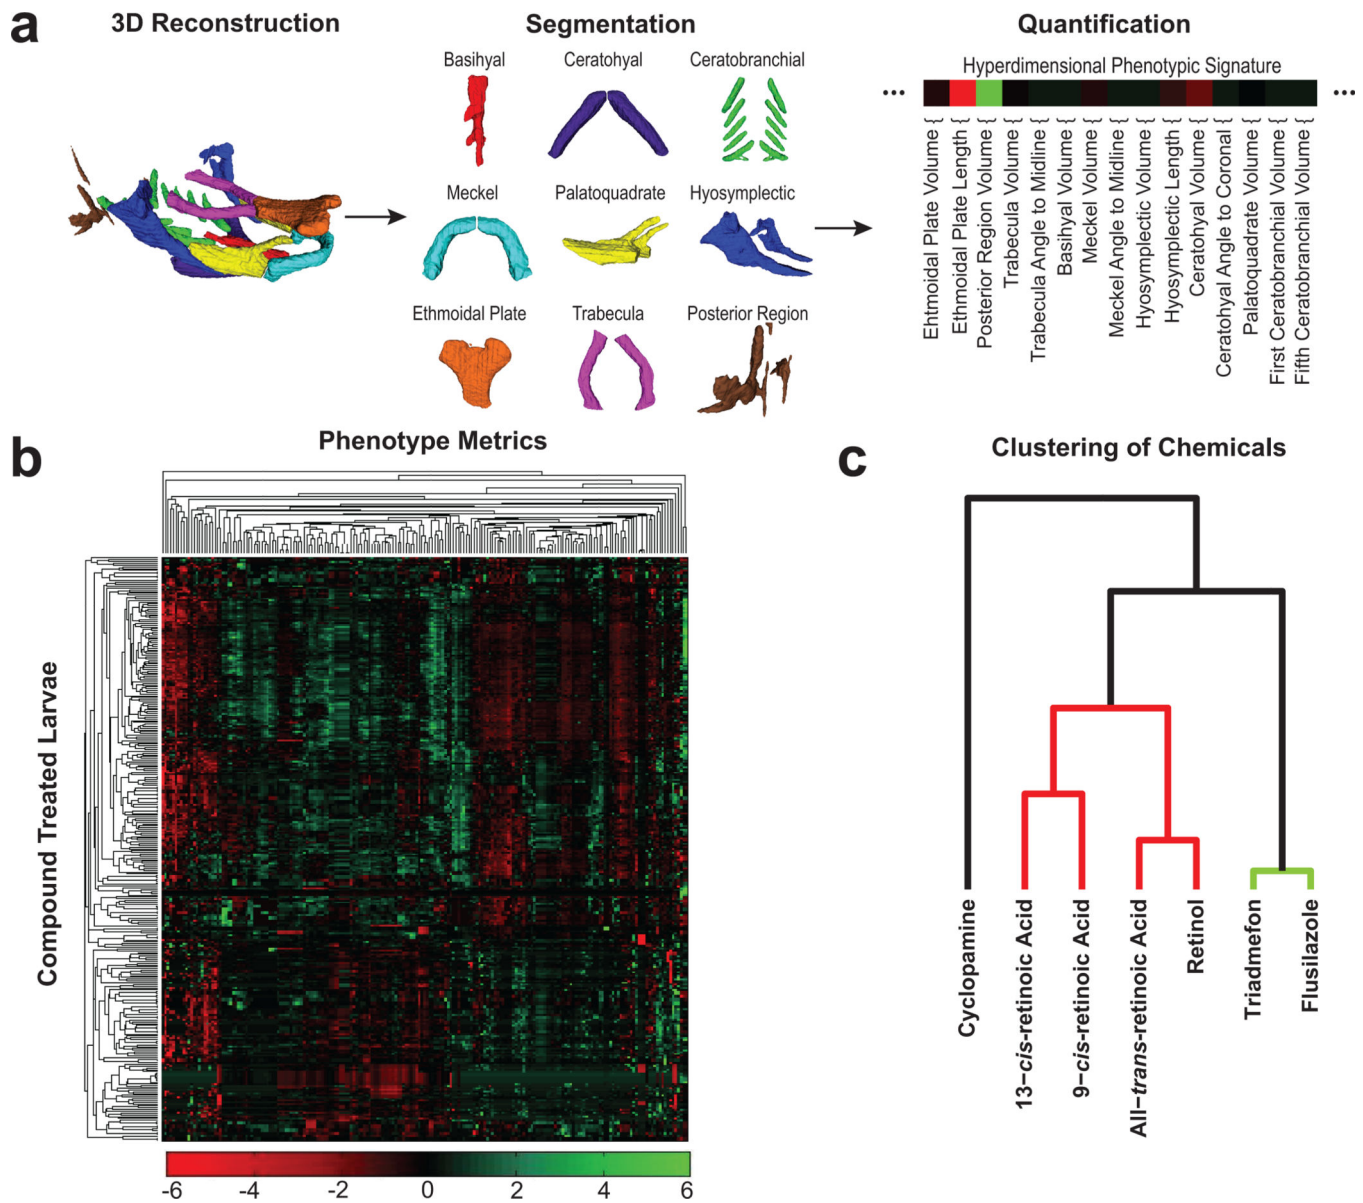 a
3D Reconstruction
Segmentation
Quantification
Basihyal
Ceratohyal
Ceratobranchial
Meckel
Palatoquadrate
Hyosymplectic
Ethmoidal Plate
Trabecula
Posterior Region
Hyperdimensional Phenotypic Signature
...
...
Ehtmoidal Plate Volume {
Ethmoidal Plate Length {
Posterior Region Volume {
Trabecula Volume {
Trabecula Angle to Midline {
Basihyal Volume {
Meckel Volume {
Meckel Angle to Midline {
Hyosymplectic Volume {
Hyosymplectic Length {
Ceratohyal Volume {
Ceratohyal Angle to Coronal {
Palatoquadrate Volume {
First Ceratobranchial Volume {
Fifth Ceratobranchial Volume {
b
Phenotype Metrics
Compound Treated Larvae
-6 -4 -2 0 2 4 6
c
Clustering of Chemicals
Cyclopamine
13−cis-retinoic Acid
9−cis-retinoic Acid
All−trans-retinoic Acid
Retinol
Triadmefon
Flusilazole